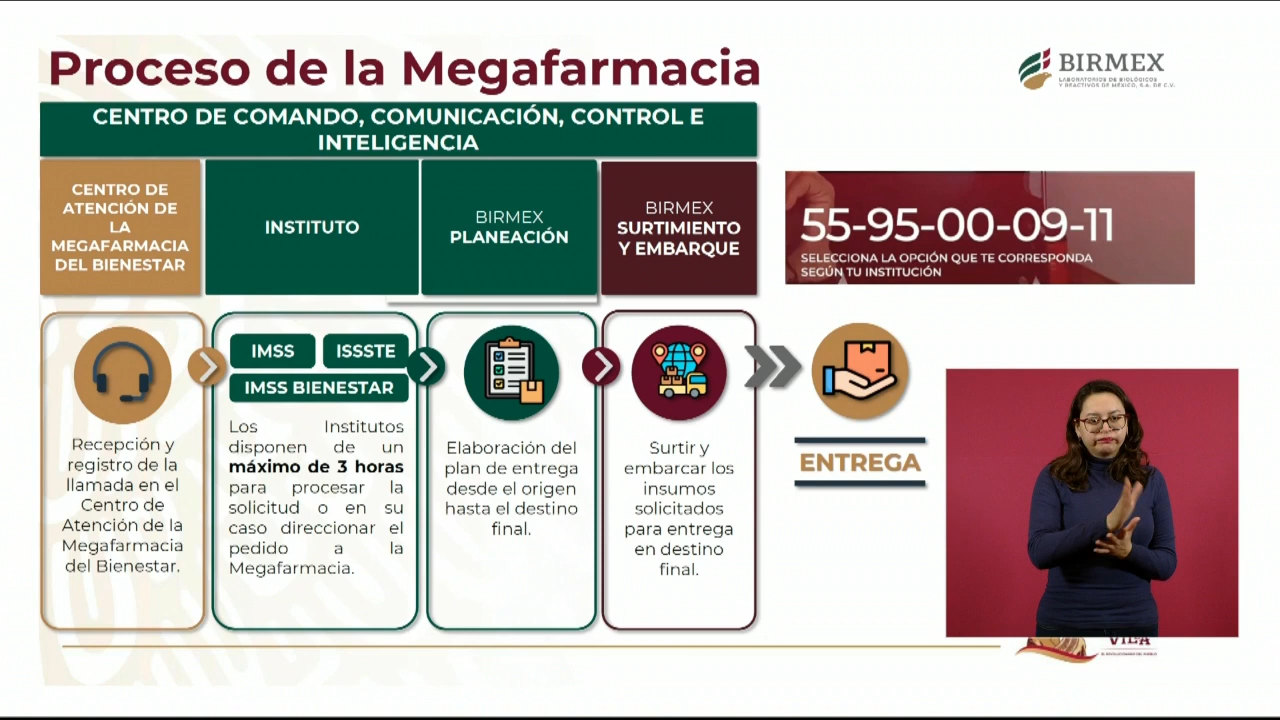 Proceso de la Megafarmacia
BIRMEX
LABORATORIOS DE BIOLÓGICOS
Y REACTIVOS DE MÉXICO, S.A. DE C.V.
CENTRO DE COMANDO, COMUNICACIÓN, CONTROL E
INTELIGENCIA
CENTRO DE
ATENCIÓN DE
LA
MEGAFARMACIA
DEL BIENESTAR
INSTITUTO
BIRMEX
PLANEACIÓN
BIRMEX
SURTIMIENTO
Y EMBARQUE
55-95-00-09-11
SELECCIONA LA OPCIÓN QUE TE CORRESPONDA
SEGÚN TU INSTITUCIÓN
Recepción y
registro de la
llamada en el
Centro de
Atención de la
Megafarmacia
del Bienestar.
IMSS
ISSSTE
IMSS BIENESTAR
Los Institutos
disponen de un
máximo de 3 horas
para procesar la
solicitud o en su
caso direccionar el
pedido a la
Megafarmacia.
Elaboración del
plan de entrega
desde el origen
hasta el destino
final.
Surtir y
embarcar los
insumos
solicitados
para entrega
en destino
final.
ENTREGA